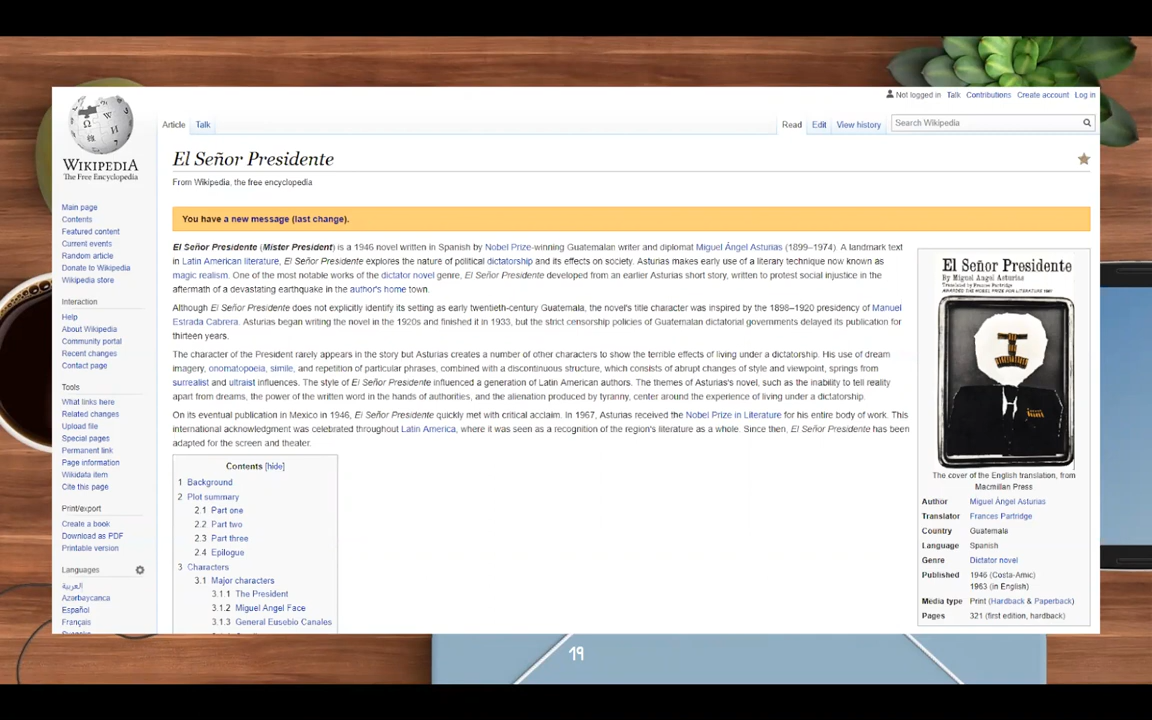 Not logged in Talk Contributions Create account Log in
Article Talk Read Edit View history Search Wikipedia
WIKIPEDIA
The Free Encyclopedia
Main page
Contents
Featured content
Current events
Random article
Donate to Wikipedia
Wikipedia store
Interaction
Help
About Wikipedia
Community portal
Recent changes
Contact page
Tools
What links here
Related changes
Upload file
Special pages
Permanent link
Page information
Wikidata item
Cite this page
Print/export
Create a book
Download as PDF
Printable version
Languages
العربية
Azərbaycanca
Español
Français
El Señor Presidente
From Wikipedia, the free encyclopedia
You have a new message (last change).
El Señor Presidente (Mister President) is a 1946 novel written in Spanish by Nobel Prize-winning Guatemalan writer and diplomat Miguel Ángel Asturias (1899–1974). A landmark text
in Latin American literature, El Señor Presidente explores the nature of political dictatorship and its effects on society. Asturias makes early use of a literary technique now known as
magic realism. One of the most notable works of the dictator novel genre, El Señor Presidente developed from an earlier Asturias short story, written to protest social injustice in the
aftermath of a devastating earthquake in the author's home town.
Although El Señor Presidente does not explicitly identify its setting as early twentieth-century Guatemala, the novel's title character was inspired by the 1898–1920 presidency of Manuel
Estrada Cabrera. Asturias began writing the novel in the 1920s and finished it in 1933, but the strict censorship policies of Guatemalan dictatorial governments delayed its publication for
thirteen years.
The character of the President rarely appears in the story but Asturias creates a number of other characters to show the terrible effects of living under a dictatorship. His use of dream
imagery, onomatopoeia, simile, and repetition of particular phrases, combined with a discontinuous structure, which consists of abrupt changes of style and viewpoint, springs from
surrealist and ultraist influences. The style of El Señor Presidente influenced a generation of Latin American authors. The themes of Asturias's novel, such as the inability to tell reality
apart from dreams, the power of the written word in the hands of authorities, and the alienation produced by tyranny, center around the experience of living under a dictatorship.
On its eventual publication in Mexico in 1946, El Señor Presidente quickly met with critical acclaim. In 1967, Asturias received the Nobel Prize in Literature for his entire body of work. This
international acknowledgment was celebrated throughout Latin America, where it was seen as a recognition of the region's literature as a whole. Since then, El Señor Presidente has been
adapted for the screen and theater.
Contents [hide]
1 Background
2 Plot summary
2.1 Part one
2.2 Part two
2.3 Part three
2.4 Epilogue
3 Characters
3.1 Major characters
3.1.1 The President
3.1.2 Miguel Angel Face
3.1.3 General Eusebio Canales
El Señor Presidente
By Miguel Angel Asturias
Translated by Frances Partridge
AWARDED THE NOBEL PRIZE FOR LITERATURE 1967
The cover of the English translation, from
Macmillan Press
Author Miguel Ángel Asturias
Translator Frances Partridge
Country Guatemala
Language Spanish
Genre Dictator novel
Published 1946 (Costa-Amic)
1963 (in English)
Media type Print (Hardback & Paperback)
Pages 321 (first edition, hardback)
19